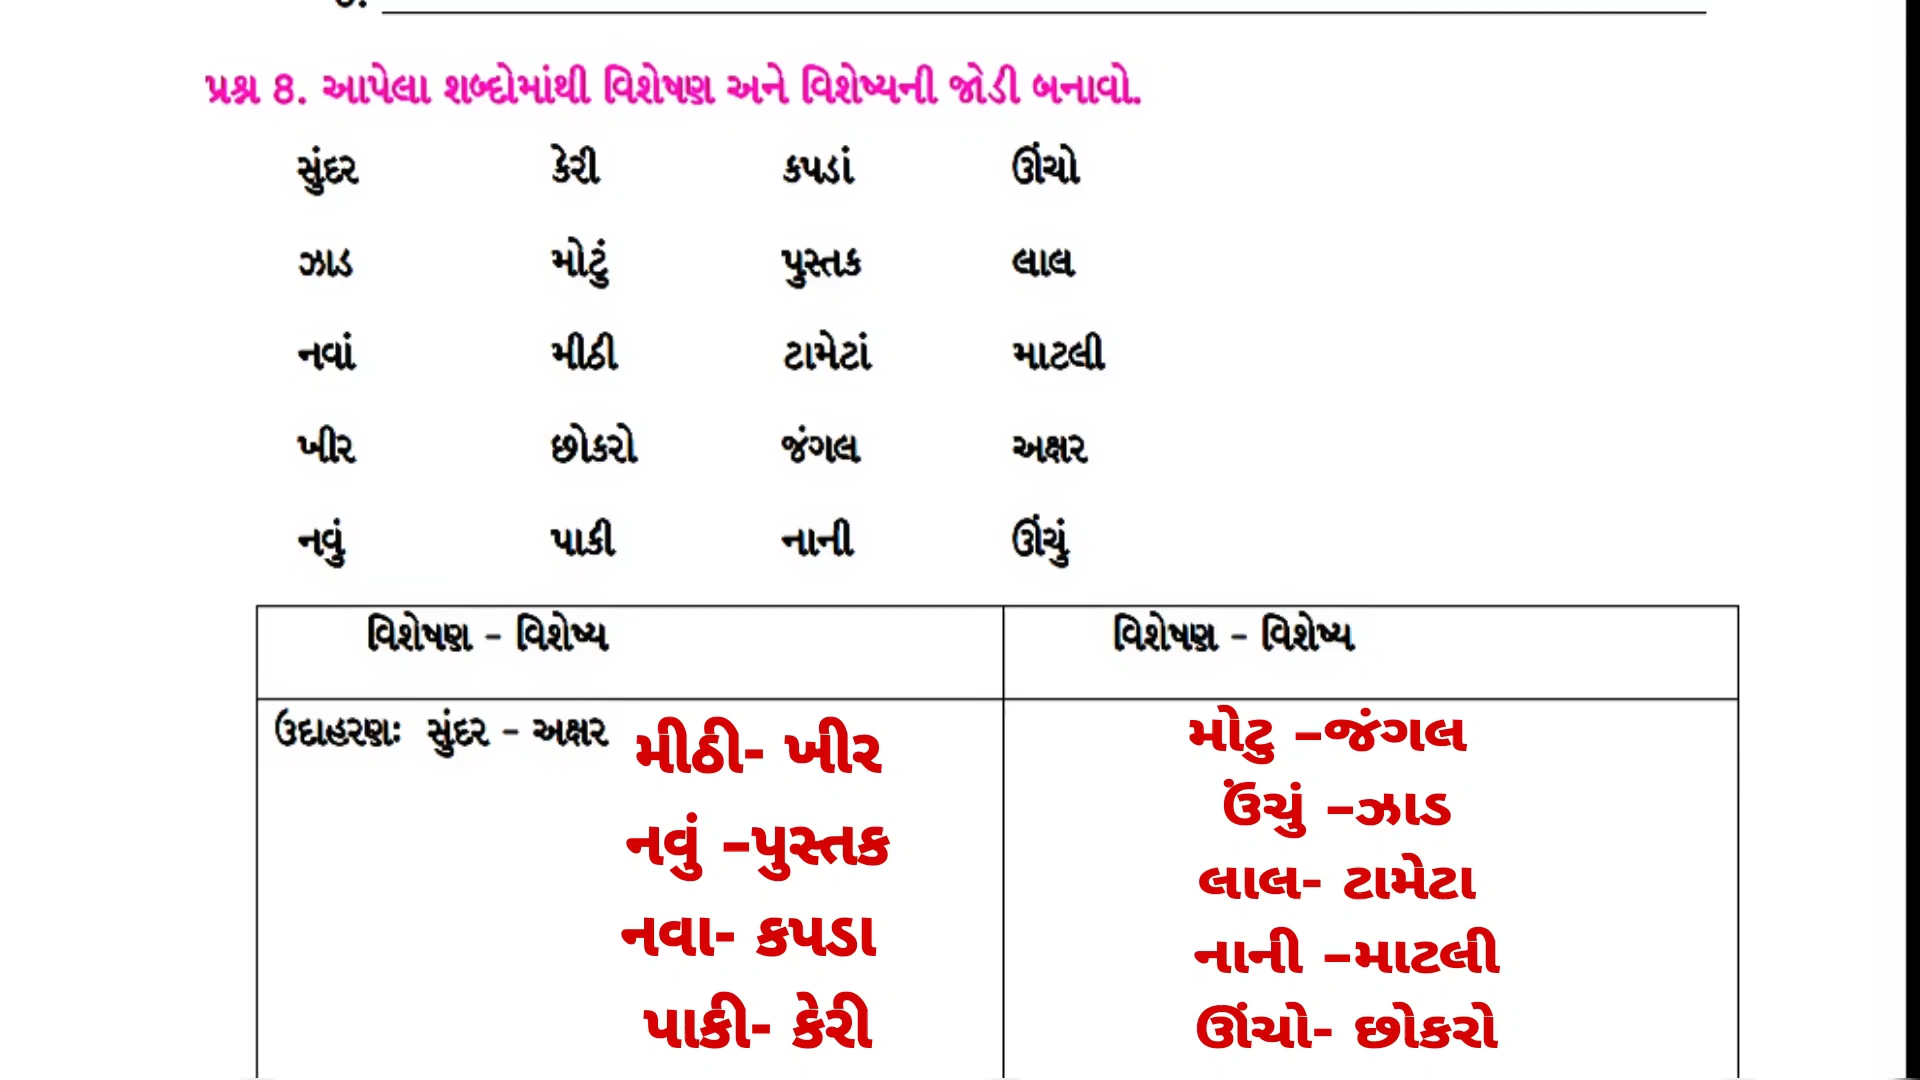 પ્રશ્ન 8. આપેલા શબ્દોમાંથી વિશેષણ અને વિશેષ્યની જોડી બનાવો.
સુંદર કેરી કપડાં ઊંચો
ઝાડ મોટું પુસ્તક લાલ
નવાં મીઠી ટામેટાં માટલી
ખીર છોકરો જંગલ અક્ષર
નવું પાકી નાની ઊંચું
વિશેષણ – વિશેષ્ય વિશેષણ – વિશેષ્ય
ઉદાહરણઃ સુંદર – અક્ષર
મીઠી- ખીર
નવું –પુસ્તક
નવા- કપડા
પાકી- કેરી
મોટુ –જંગલ
ઉંચું –ઝાડ
લાલ- ટામેટા
નાની –માટલી
ઊંચો- છોકરો